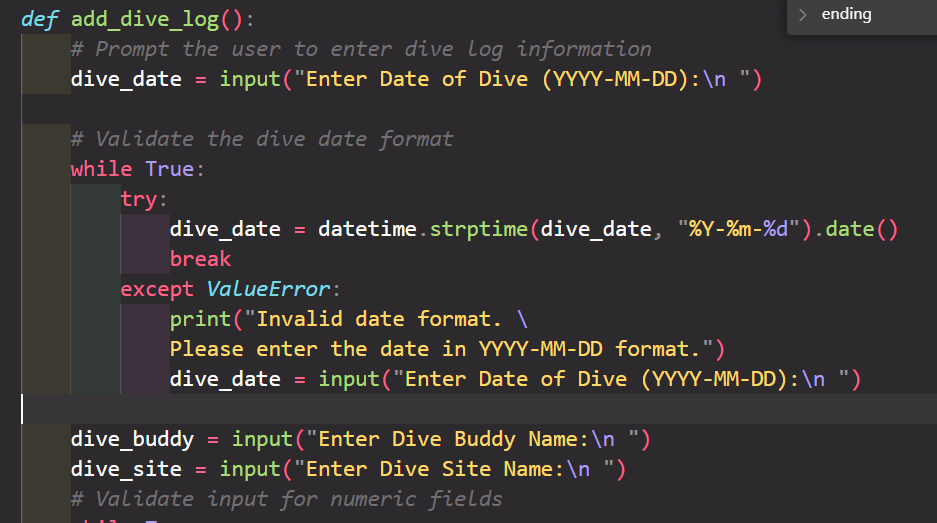 def add_dive_log():
> ending
    # Prompt the user to enter dive log information
    dive_date = input("Enter Date of Dive (YYYY-MM-DD):\n ")
    # Validate the dive date format
    while True:
        try:
            dive_date = datetime.strptime(dive_date, "%Y-%m-%d").date()
            break
        except ValueError:
            print("Invalid date format. \
            Please enter the date in YYYY-MM-DD format.")
            dive_date = input("Enter Date of Dive (YYYY-MM-DD):\n ")
    dive_buddy = input("Enter Dive Buddy Name:\n ")
    dive_site = input("Enter Dive Site Name:\n ")
    # Validate input for numeric fields